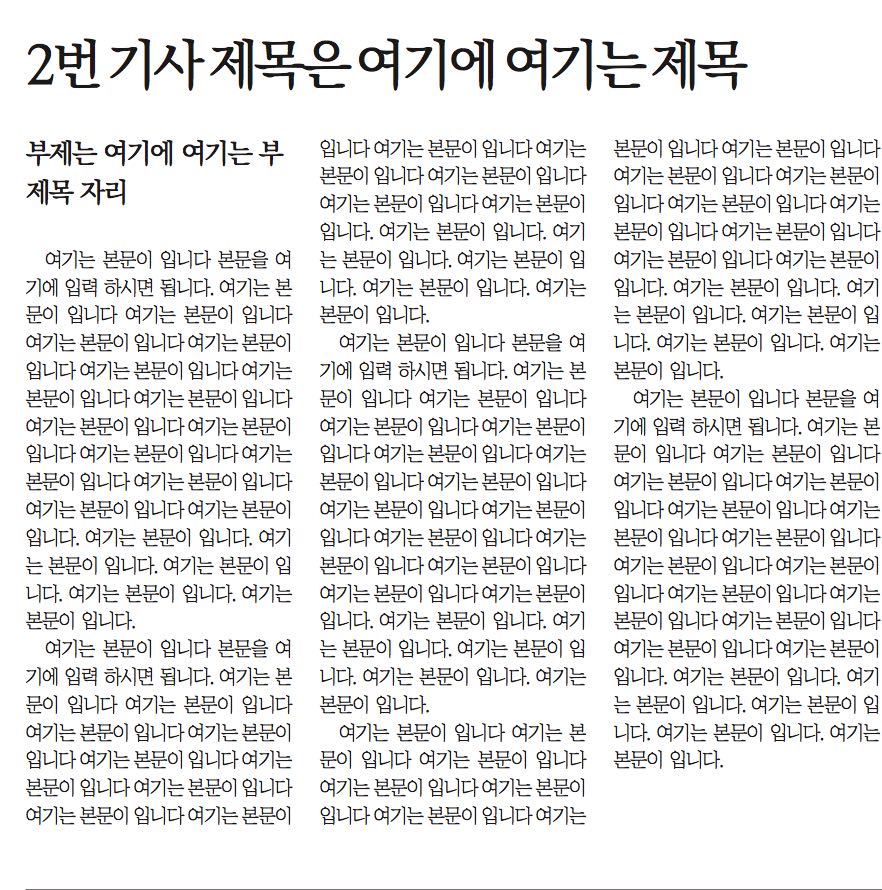 2번 기사 제목은 여기에 여기는 제목
부제는 여기에 여기는 부
제목 자리
여기는 본문이 입니다 본문을 여
기에 입력 하시면 됩니다. 여기는 본
문이 입니다 여기는 본문이 입니다
여기는 본문이 입니다 여기는 본문이
입니다 여기는 본문이 입니다 여기는
본문이 입니다 여기는 본문이 입니다
여기는 본문이 입니다 여기는 본문이
입니다 여기는 본문이 입니다 여기는
본문이 입니다 여기는 본문이 입니다
여기는 본문이 입니다 여기는 본문이
입니다. 여기는 본문이 입니다. 여기
는 본문이 입니다. 여기는 본문이 입
니다. 여기는 본문이 입니다. 여기는
본문이 입니다.
여기는 본문이 입니다 본문을 여
기에 입력 하시면 됩니다. 여기는 본
문이 입니다 여기는 본문이 입니다
여기는 본문이 입니다 여기는 본문이
입니다 여기는 본문이 입니다 여기는
본문이 입니다 여기는 본문이 입니다
여기는 본문이 입니다 여기는 본문이
입니다 여기는 본문이 입니다 여기는
본문이 입니다 여기는 본문이 입니다
여기는 본문이 입니다 여기는 본문이
입니다. 여기는 본문이 입니다. 여기
는 본문이 입니다. 여기는 본문이 입
니다. 여기는 본문이 입니다. 여기는
본문이 입니다.
여기는 본문이 입니다 본문을 여
기에 입력 하시면 됩니다. 여기는 본
문이 입니다 여기는 본문이 입니다
여기는 본문이 입니다 여기는 본문이
입니다 여기는 본문이 입니다 여기는
본문이 입니다 여기는 본문이 입니다
여기는 본문이 입니다 여기는 본문이
입니다 여기는 본문이 입니다 여기는
본문이 입니다 여기는 본문이 입니다
여기는 본문이 입니다 여기는 본문이
입니다. 여기는 본문이 입니다. 여기
는 본문이 입니다. 여기는 본문이 입
니다. 여기는 본문이 입니다. 여기는
본문이 입니다.
여기는 본문이 입니다 여기는 본
문이 입니다 여기는 본문이 입니다
여기는 본문이 입니다 여기는 본문이
입니다 여기는 본문이 입니다 여기는
본문이 입니다 여기는 본문이 입니다
여기는 본문이 입니다 여기는 본문이
입니다 여기는 본문이 입니다 여기는
본문이 입니다 여기는 본문이 입니다
여기는 본문이 입니다 여기는 본문이
입니다. 여기는 본문이 입니다. 여기
는 본문이 입니다. 여기는 본문이 입
니다. 여기는 본문이 입니다. 여기는
본문이 입니다.
여기는 본문이 입니다 본문을 여
기에 입력 하시면 됩니다. 여기는 본
문이 입니다 여기는 본문이 입니다
여기는 본문이 입니다 여기는 본문이
입니다 여기는 본문이 입니다 여기는
본문이 입니다 여기는 본문이 입니다
여기는 본문이 입니다 여기는 본문이
입니다 여기는 본문이 입니다 여기는
본문이 입니다 여기는 본문이 입니다
여기는 본문이 입니다 여기는 본문이
입니다. 여기는 본문이 입니다. 여기
는 본문이 입니다. 여기는 본문이 입
니다. 여기는 본문이 입니다. 여기는
본문이 입니다.